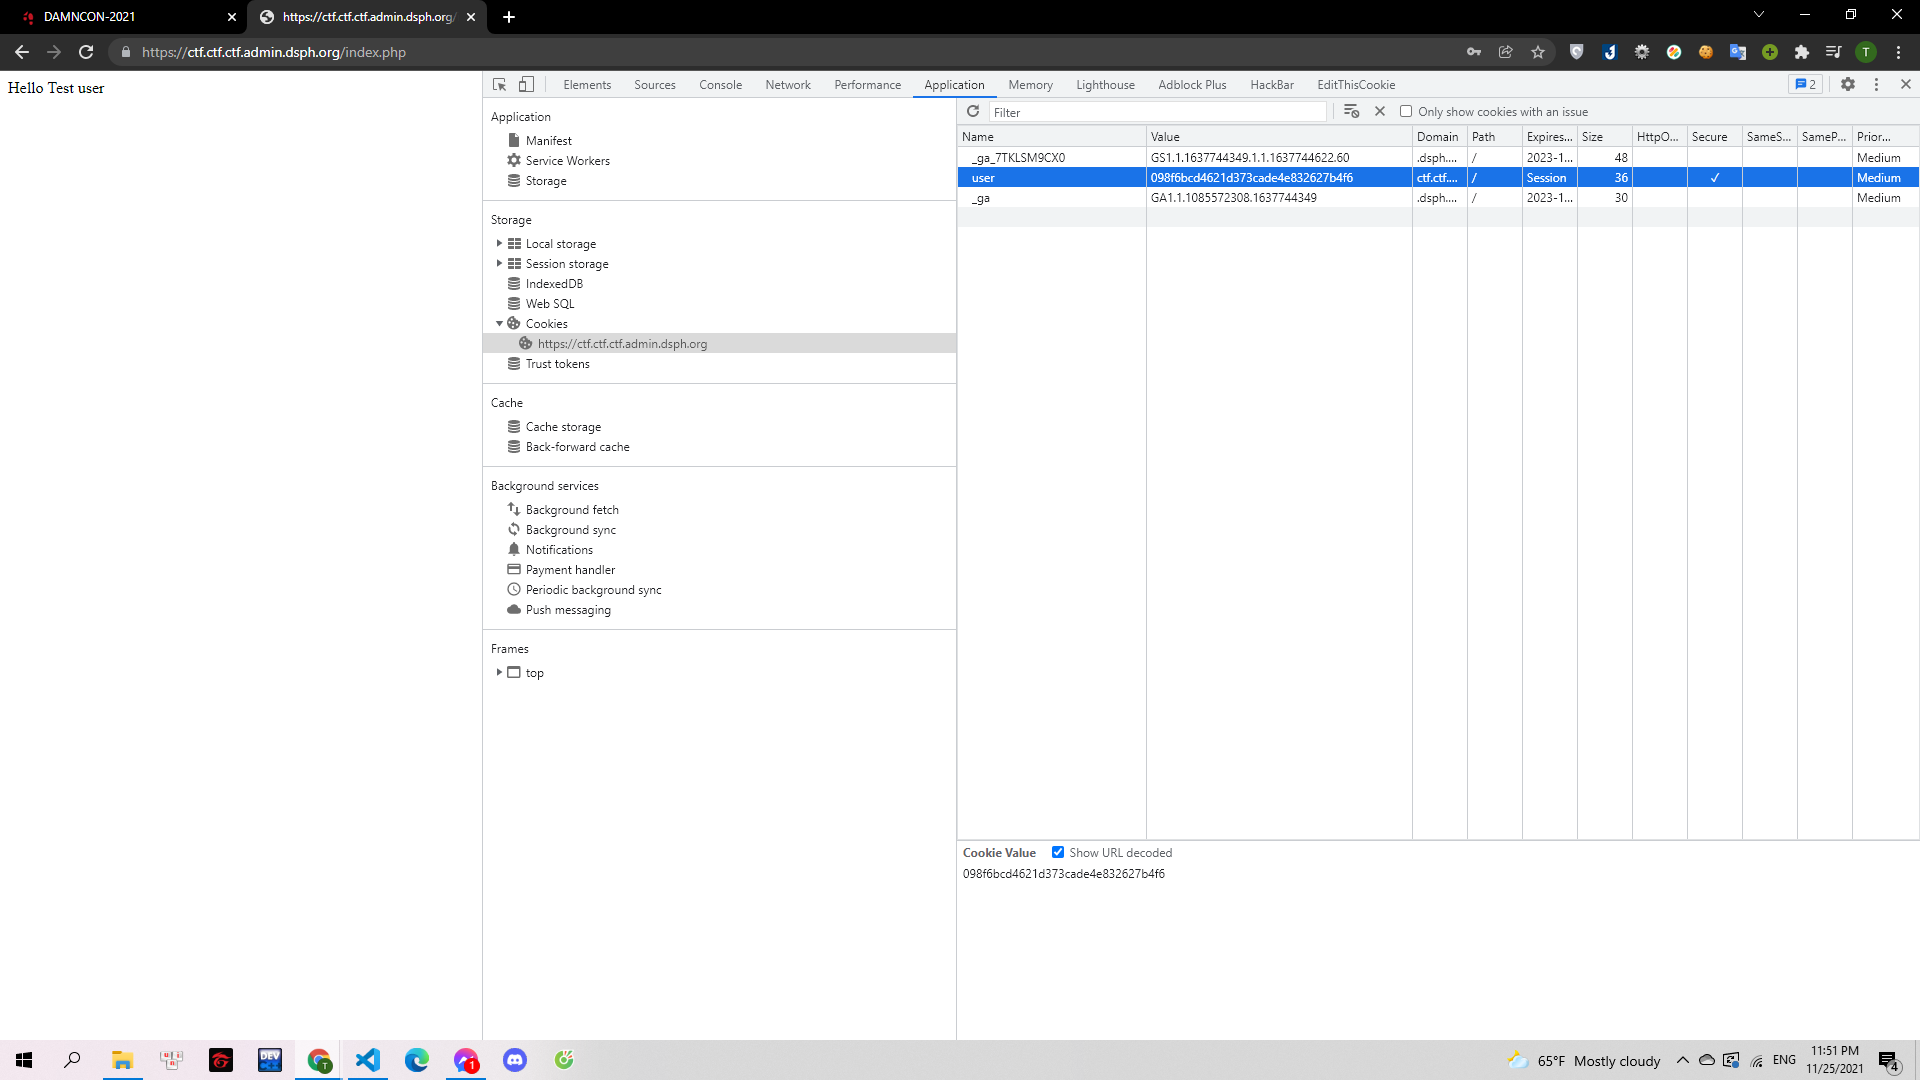 DAMNCON-2021
https://ctf.ctf.ctf.admin.dsph.org/
https://ctf.ctf.ctf.admin.dsph.org/index.php
T
Hello Test user
Elements Sources Console Network Performance Application Memory Lighthouse Adblock Plus HackBar EditThisCookie
2
Application
Manifest
Service Workers
Storage
Storage
Local storage
Session storage
IndexedDB
Web SQL
Cookies
https://ctf.ctf.ctf.admin.dsph.org
Trust tokens
Cache
Cache storage
Back-forward cache
Background services
Background fetch
Background sync
Notifications
Payment handler
Periodic background sync
Push messaging
Frames
top
Filter
Only show cookies with an issue
Name Value Domain Path Expires... Size HttpO... Secure SameS... SameP... Prior...
_ga_7TKLSM9CX0 GS1.1.1637744349.1.1.1637744622.60 .dsph.... / 2023-1... 48 Medium
user 098f6bcd4621d373cade4e832627b4f6 ctf.ctf.... / Session 36 ✓ Medium
_ga GA1.1.1085572308.1637744349 .dsph.... / 2023-1... 30 Medium
Cookie Value Show URL decoded
098f6bcd4621d373cade4e832627b4f6
DEV
T
1
65°F Mostly cloudy
ENG
11:51 PM
11/25/2021
4